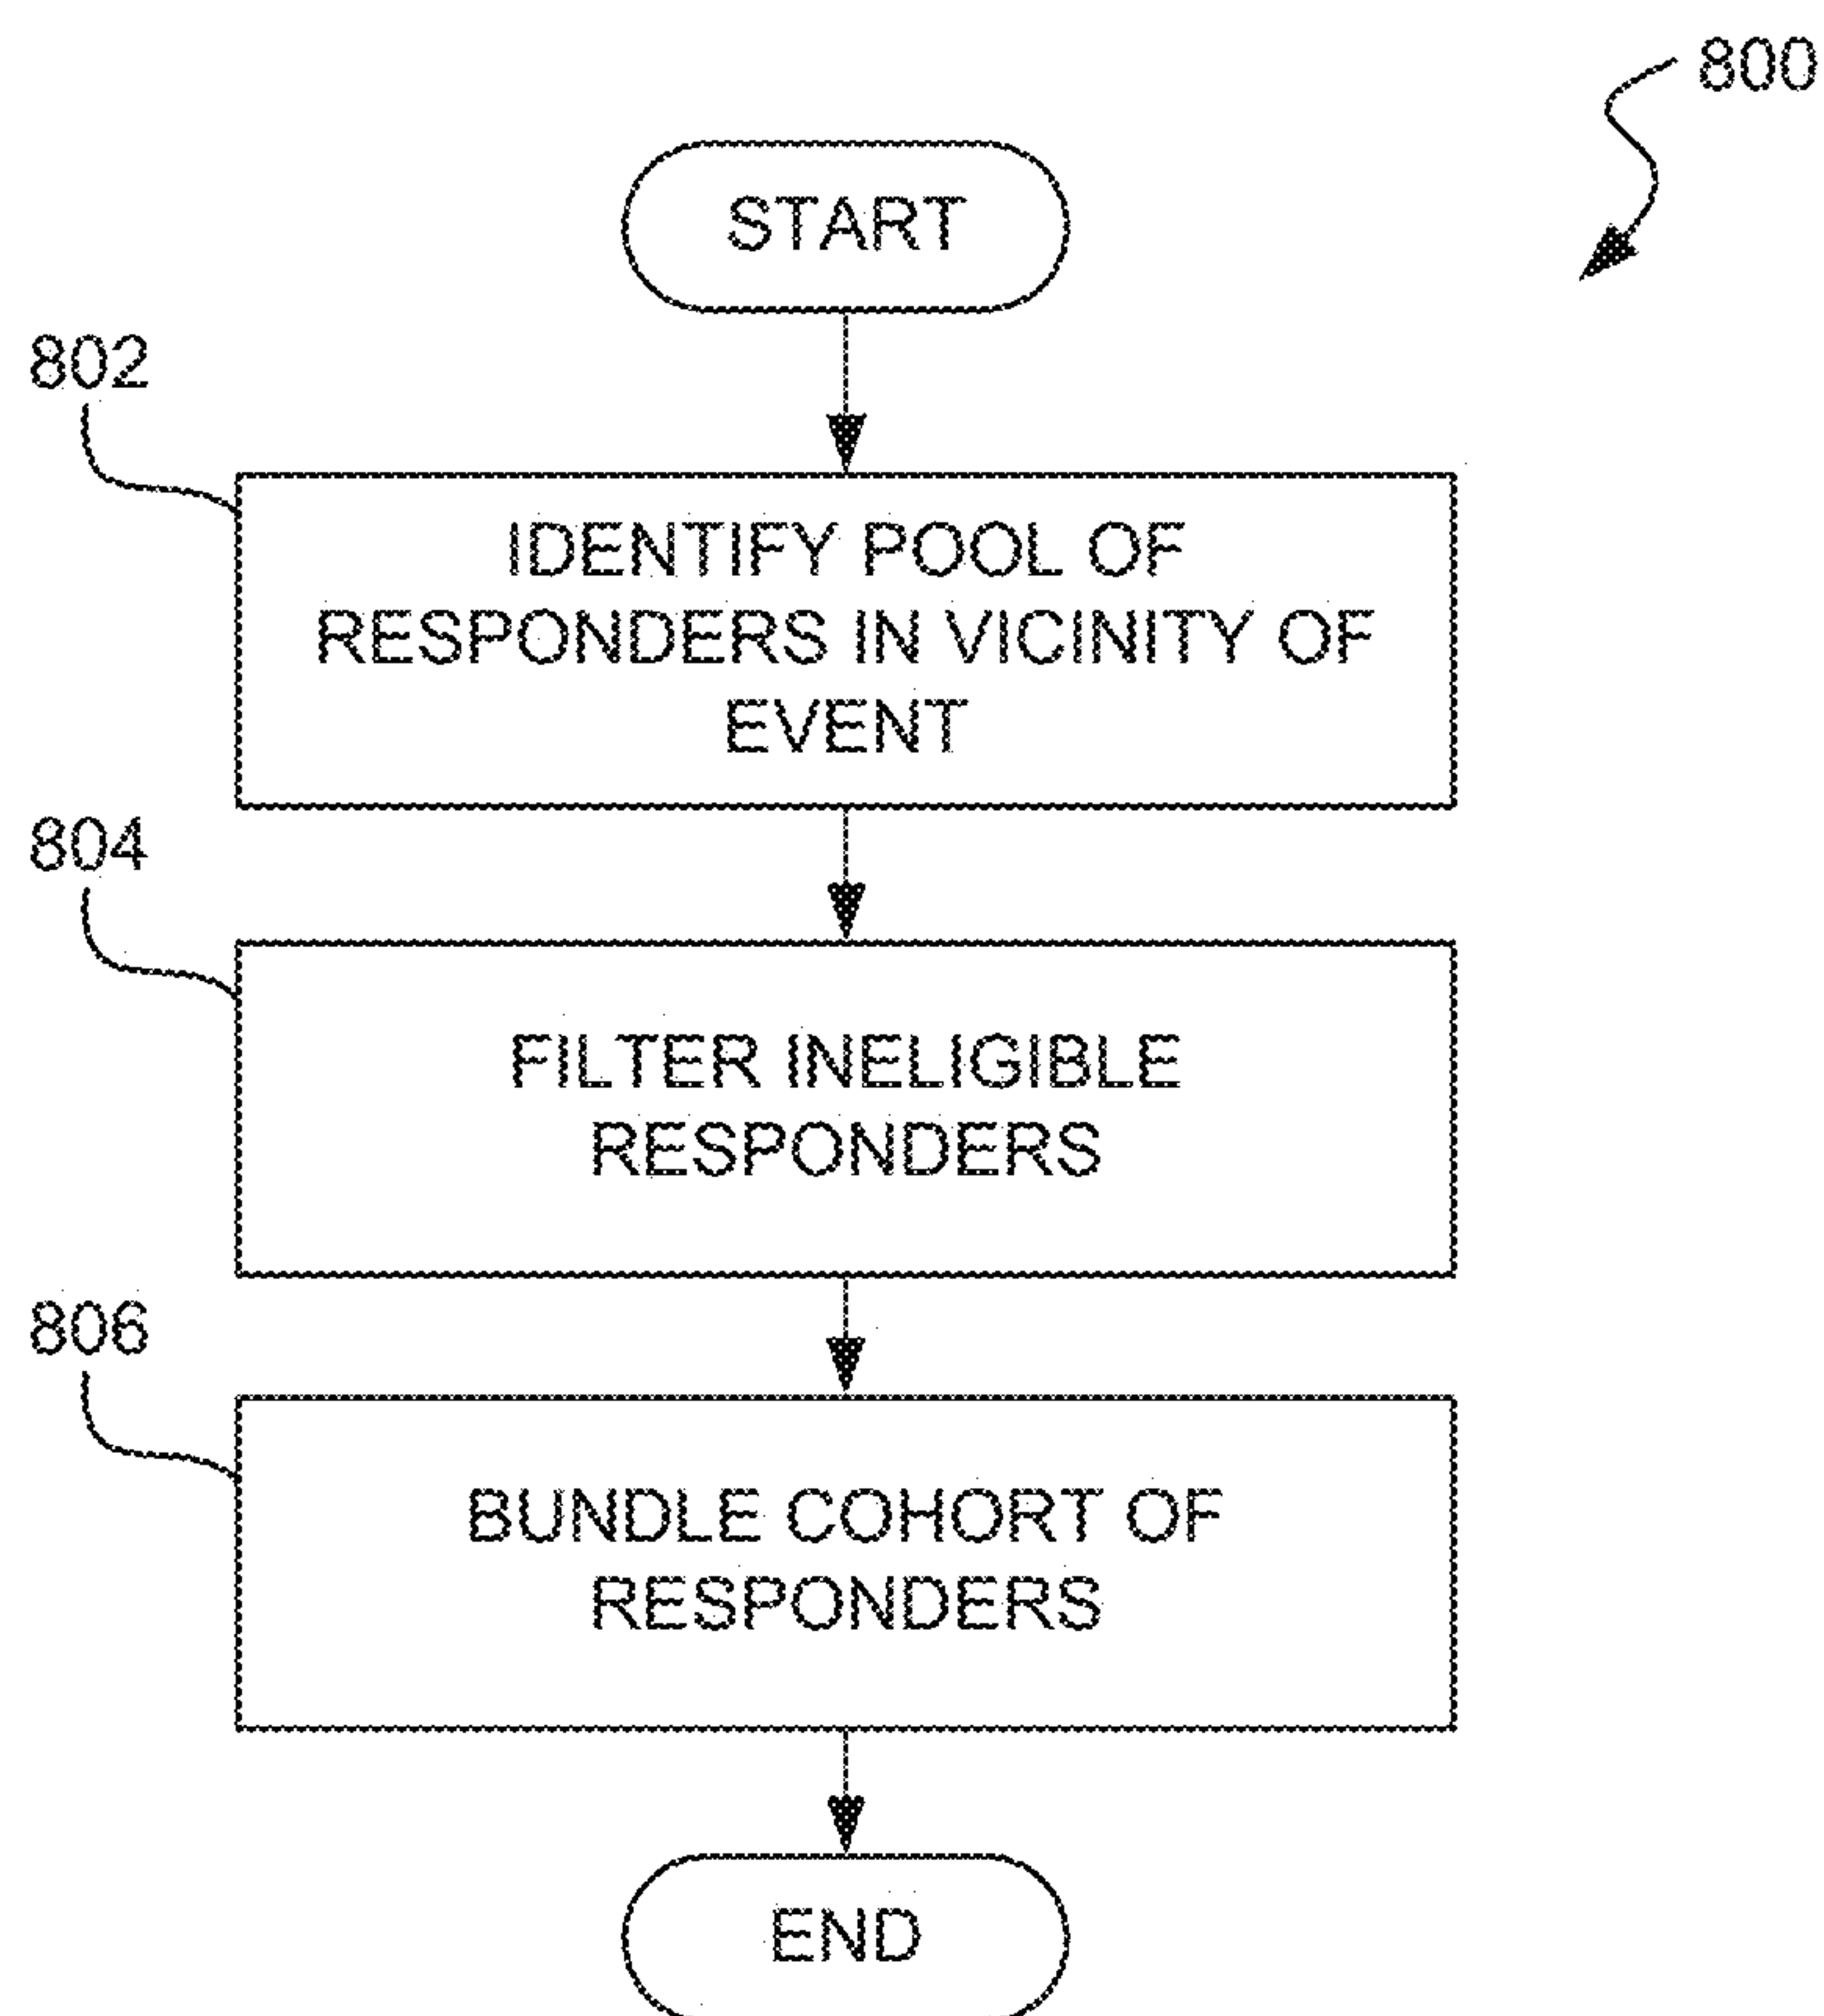 800
START
802
IDENTIFY POOL OF
RESPONDERS IN VICINITY OF
EVENT
804
FILTER INELIGIBLE
RESPONDERS
806
BUNDLE COHORT OF
RESPONDERS
END